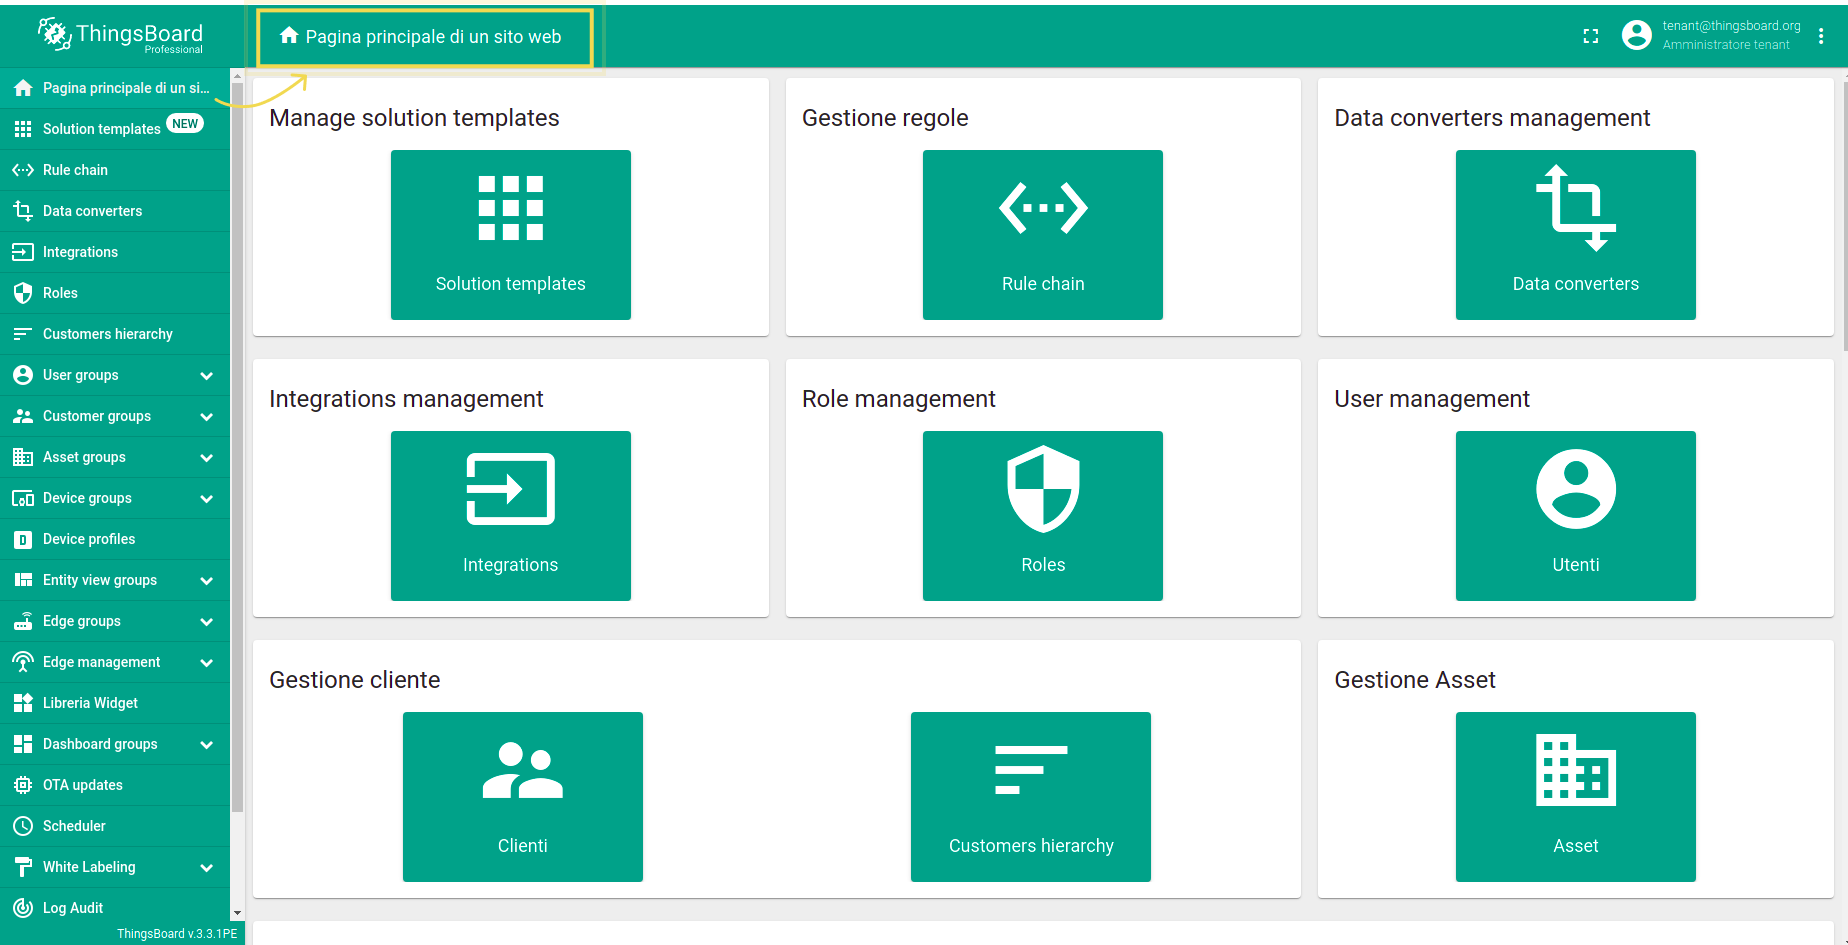 ThingsBoard
Professional
Pagina principale di un sito web
tenant@thingsboard.org
Amministratore tenant
Pagina principale di un si...
Solution templates NEW
Rule chain
Data converters
Integrations
Roles
Customers hierarchy
User groups
Customer groups
Asset groups
Device groups
Device profiles
Entity view groups
Edge groups
Edge management
Libreria Widget
Dashboard groups
OTA updates
Scheduler
White Labeling
Log Audit
ThingsBoard v.3.3.1PE
Manage solution templates
Solution templates
Gestione regole
Rule chain
Data converters management
Data converters
Integrations management
Integrations
Role management
Roles
User management
Utenti
Gestione cliente
Clienti
Customers hierarchy
Gestione Asset
Asset